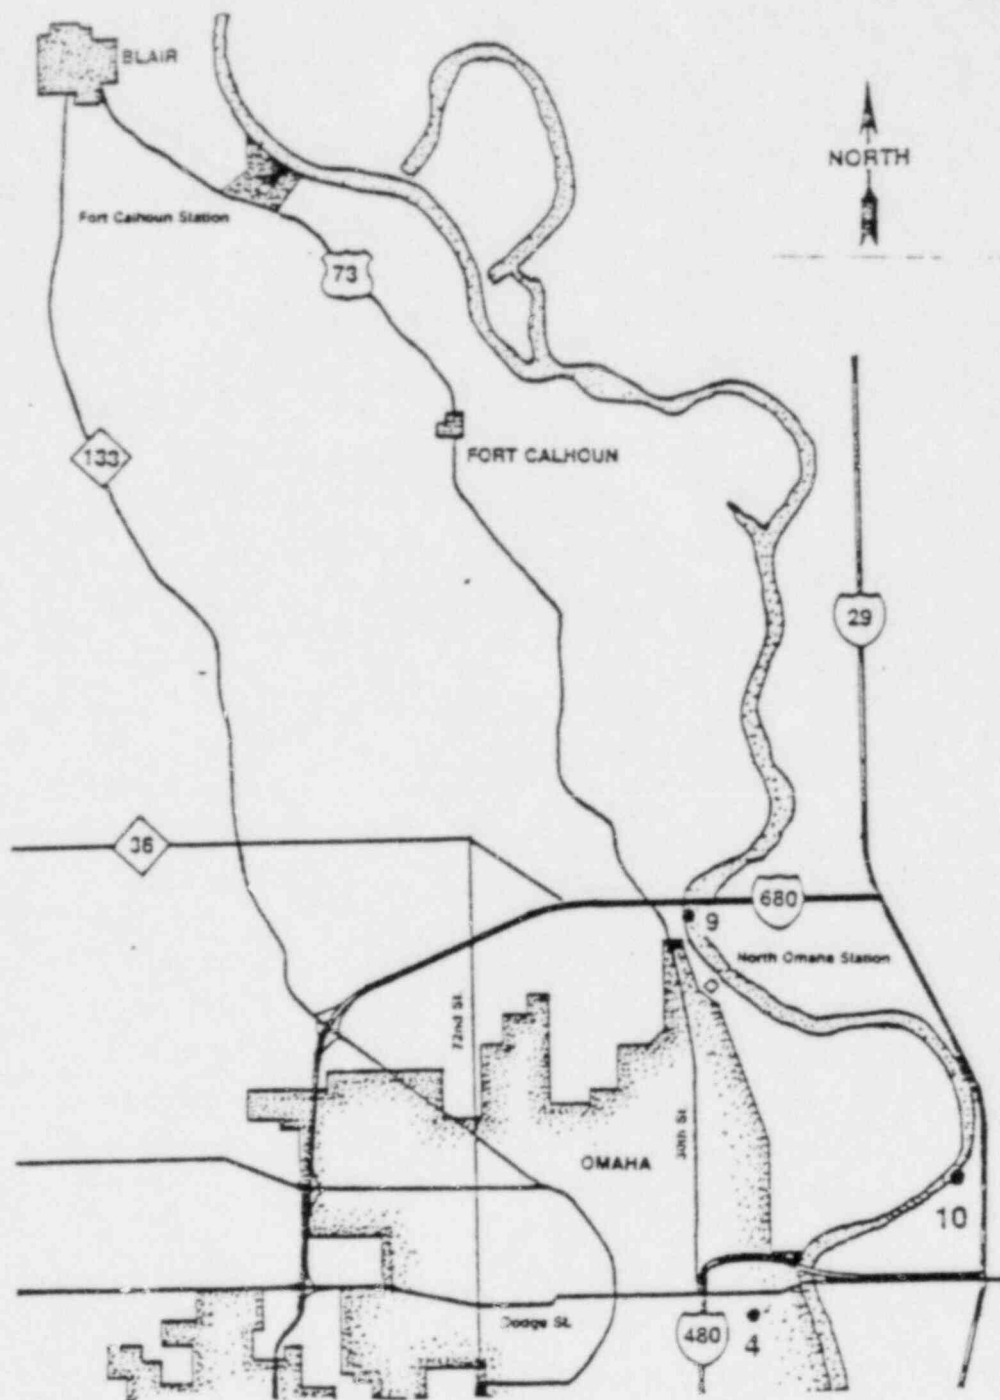 BLAIR
NORTH
Fort Calhoun Station
73
FORT CALHOUN
133
29
36
680
9
North Omaha Station
72nd St.
30th St.
OMAHA
10
Dodge St.
480
4